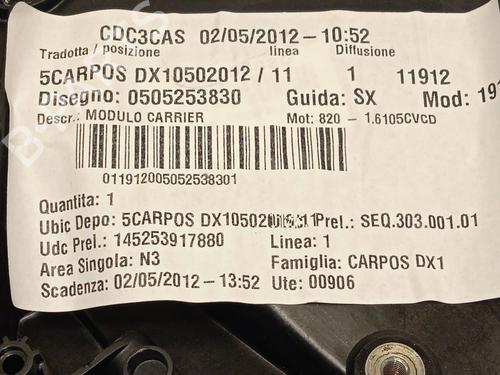 CDC3CAS 02/05/2012-10:52
Tradotta / posizione linea Diffusione
5CARPOS DX10502012 / 11 1 11912
Disegno: 0505253830 Guida: SX Mod: 19
Descr.: MODULO CARRIER Mot: 820 - 1.6105CVCD
011912005052538301
Quantita: 1
Ubic Depo: 5CARPOS DX10502 Prel.: SEQ.303.001.01
Udc Prel.: 145253917880 Linea: 1
Area Singola: N3 Famiglia: CARPOS DX1
Scadenza: 02/05/2012-13:52 Ute: 00906